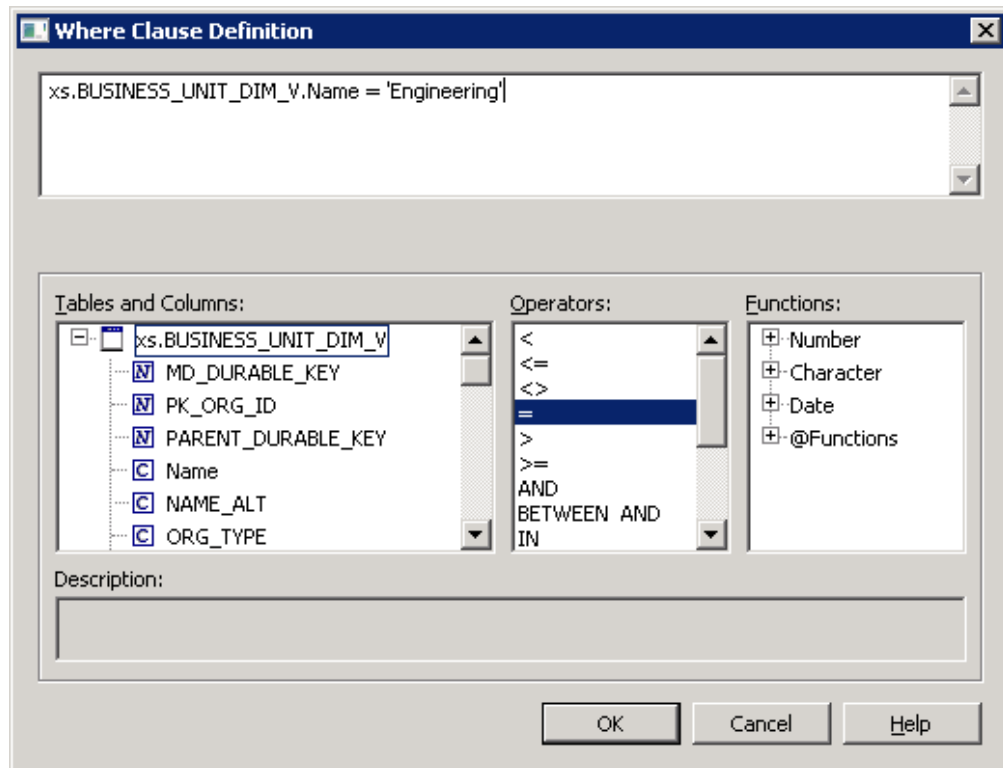 Where Clause Definition
xs.BUSINESS_UNIT_DIM_V.Name = 'Engineering'
Tables and Columns:
xs.BUSINESS_UNIT_DIM_V
N MD_DURABLE_KEY
N PK_ORG_ID
N PARENT_DURABLE_KEY
C Name
C NAME_ALT
C ORG_TYPE
Operators:
<
<=
<>
=
>
>=
AND
BETWEEN AND
IN
Functions:
Number
Character
Date
@Functions
Description:
OK
Cancel
Help